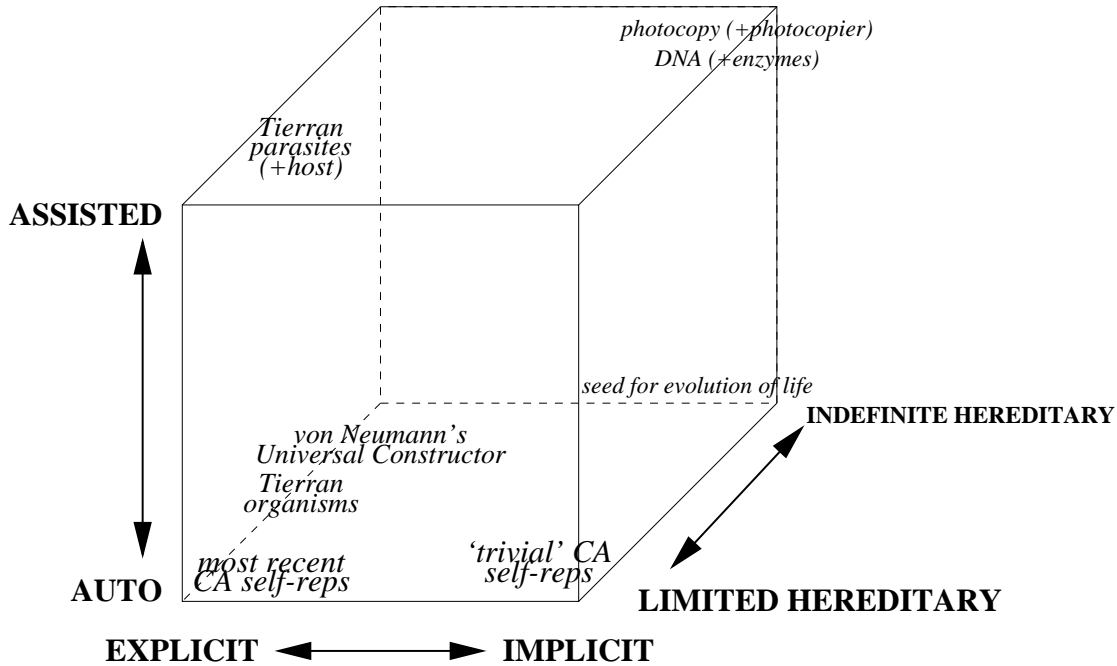 photocopy (+photocopier)
DNA (+enzymes)
Tierran
parasites
(+host)
ASSISTED
seed for evolution of life
INDEFINITE HEREDITARY
von Neumann's
Universal Constructor
Tierran
organisms
most recent
CA self-reps
‘trivial’ CA
self-reps
AUTO
LIMITED HEREDITARY
EXPLICIT
IMPLICIT